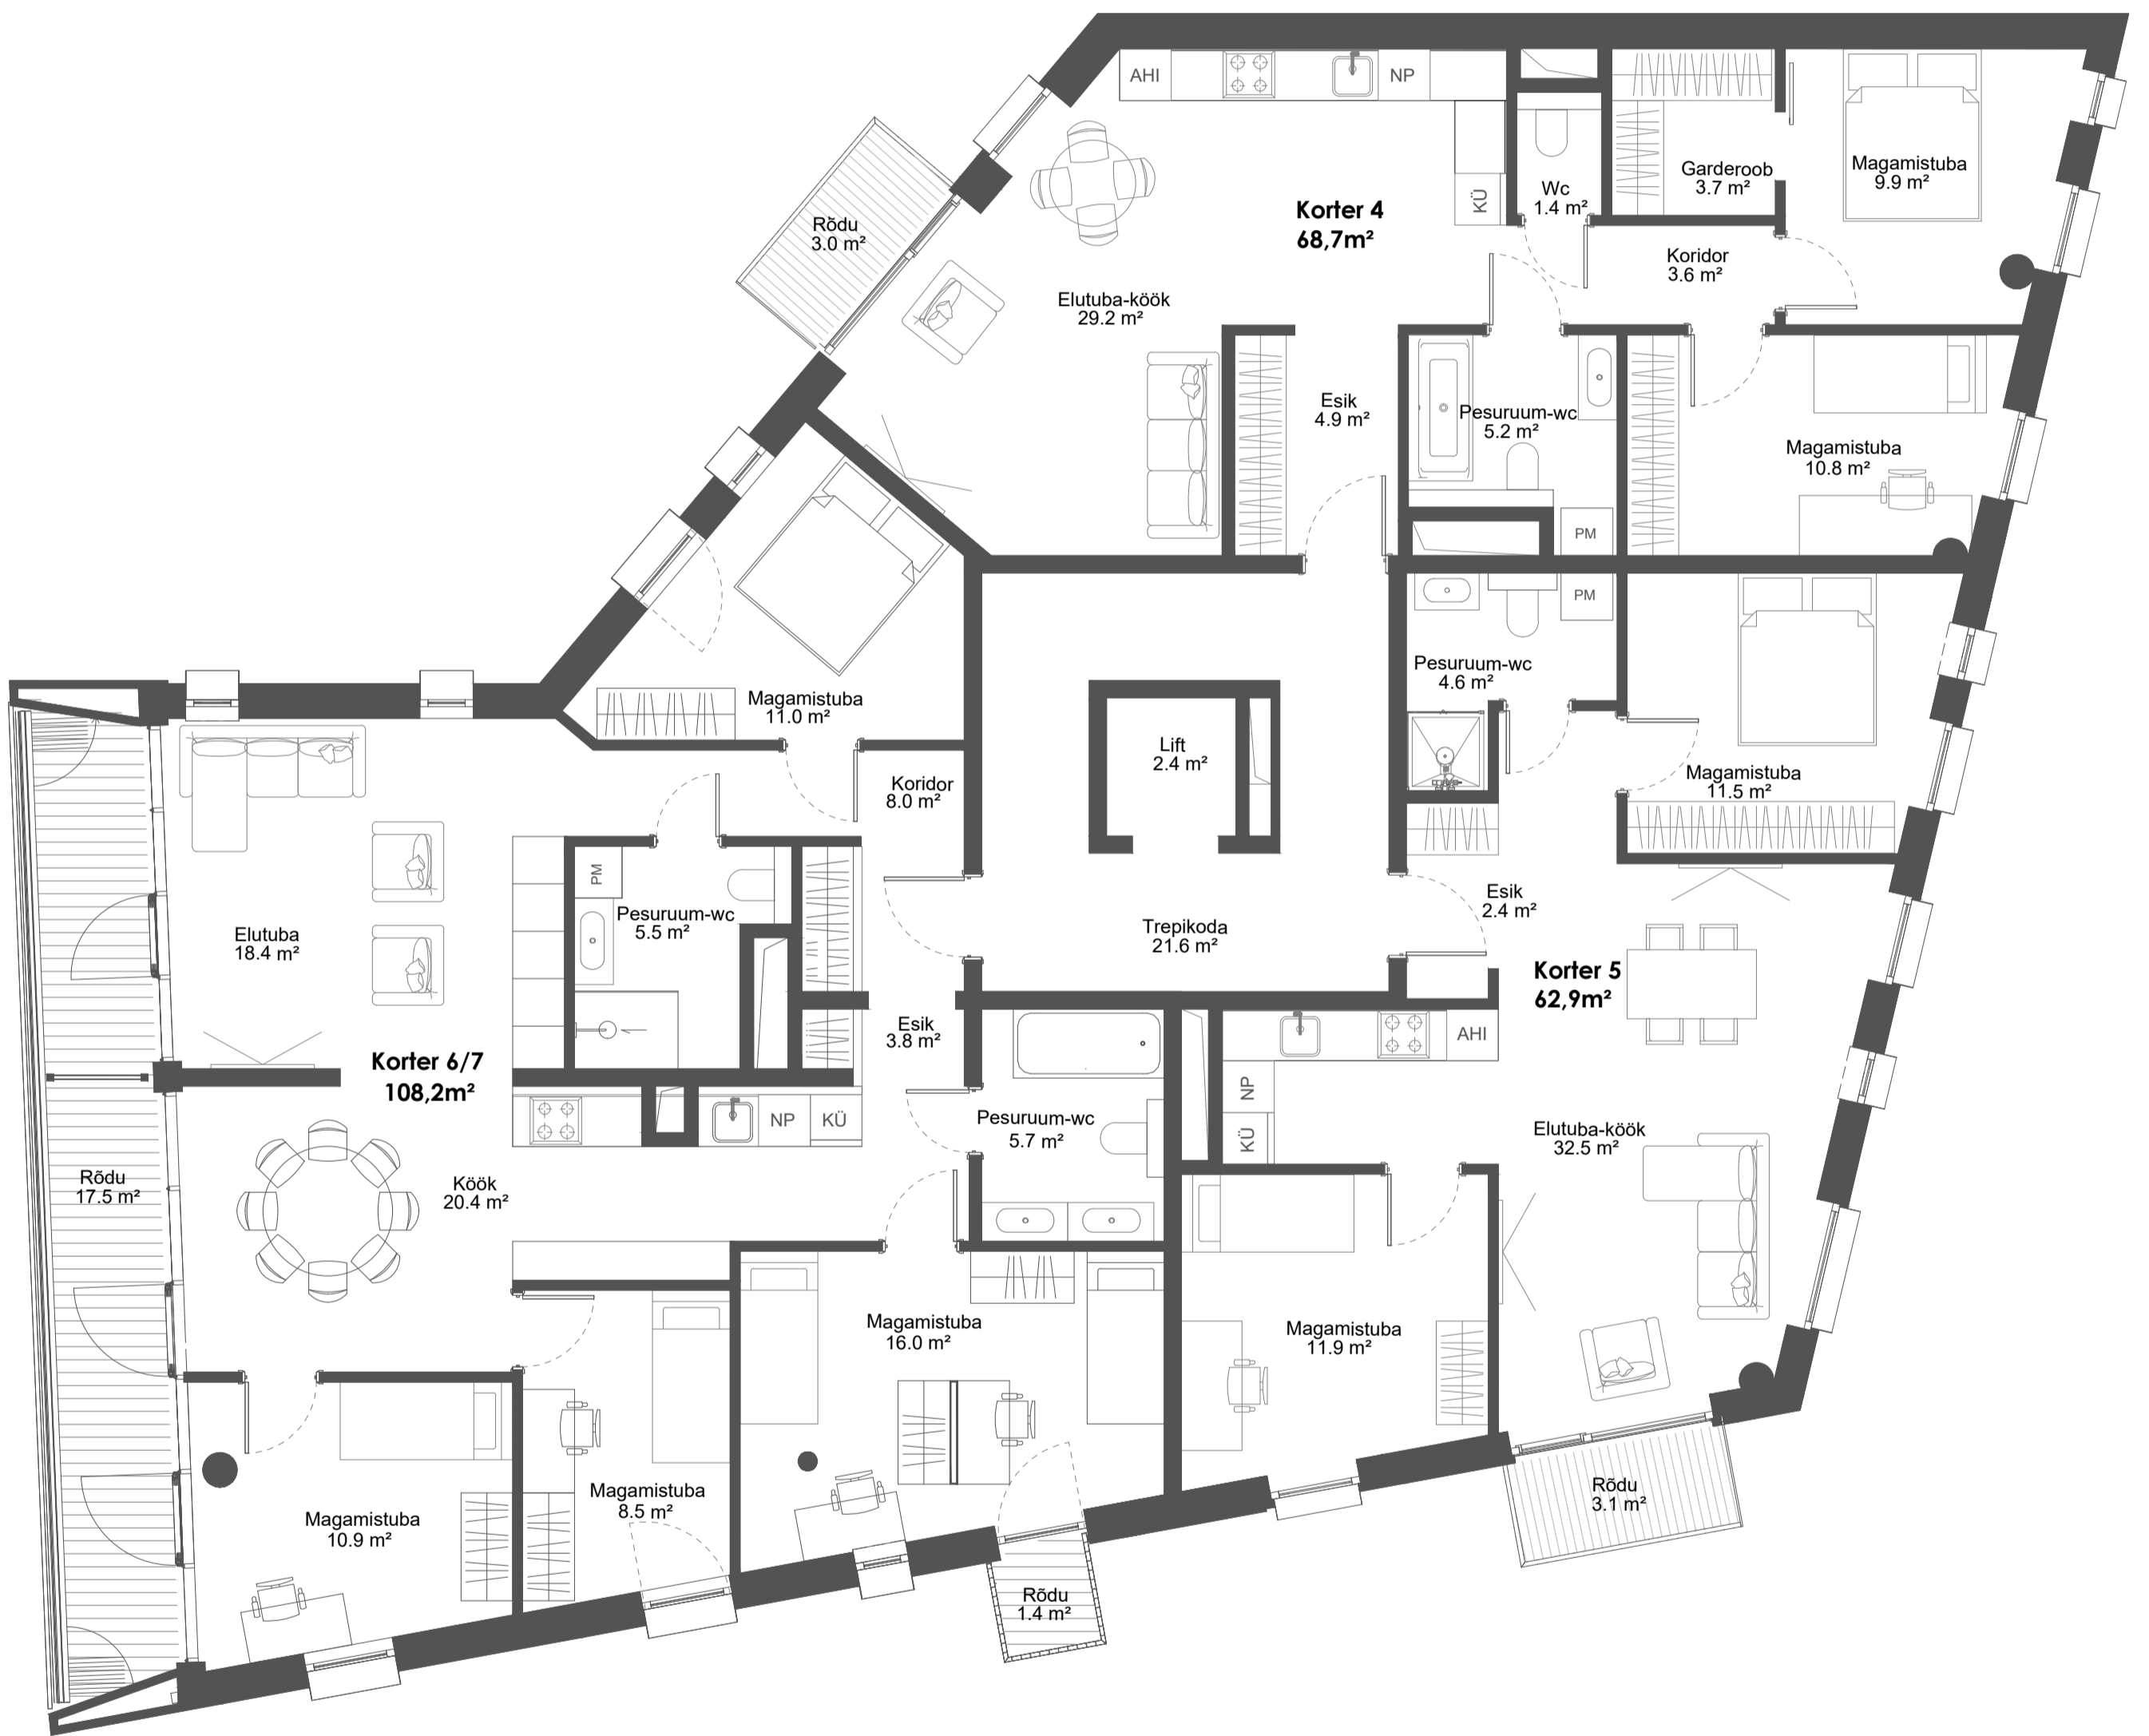 AHI
NP
KÜ
Wc
1.4 m²
Garderoob
3.7 m²
Magamistuba
9.9 m²
Korter 4
68,7m²
Rõdu
3.0 m²
Koridor
3.6 m²
Elutuba-köök
29.2 m²
Esik
4.9 m²
Pesuruum-wc
5.2 m²
Magamistuba
10.8 m²
PM
PM
Pesuruum-wc
4.6 m²
Magamistuba
11.0 m²
Lift
2.4 m²
Magamistuba
11.5 m²
Koridor
8.0 m²
PM
Pesuruum-wc
5.5 m²
Esik
2.4 m²
Elutuba
18.4 m²
Trepikoda
21.6 m²
Korter 5
62,9m²
Esik
3.8 m²
AHI
Korter 6/7
108,2m²
NP
KÜ
NP
KÜ
Pesuruum-wc
5.7 m²
Elutuba-köök
32.5 m²
Rõdu
17.5 m²
Köök
20.4 m²
Magamistuba
16.0 m²
Magamistuba
11.9 m²
Magamistuba
8.5 m²
Rõdu
3.1 m²
Magamistuba
10.9 m²
Rõdu
1.4 m²